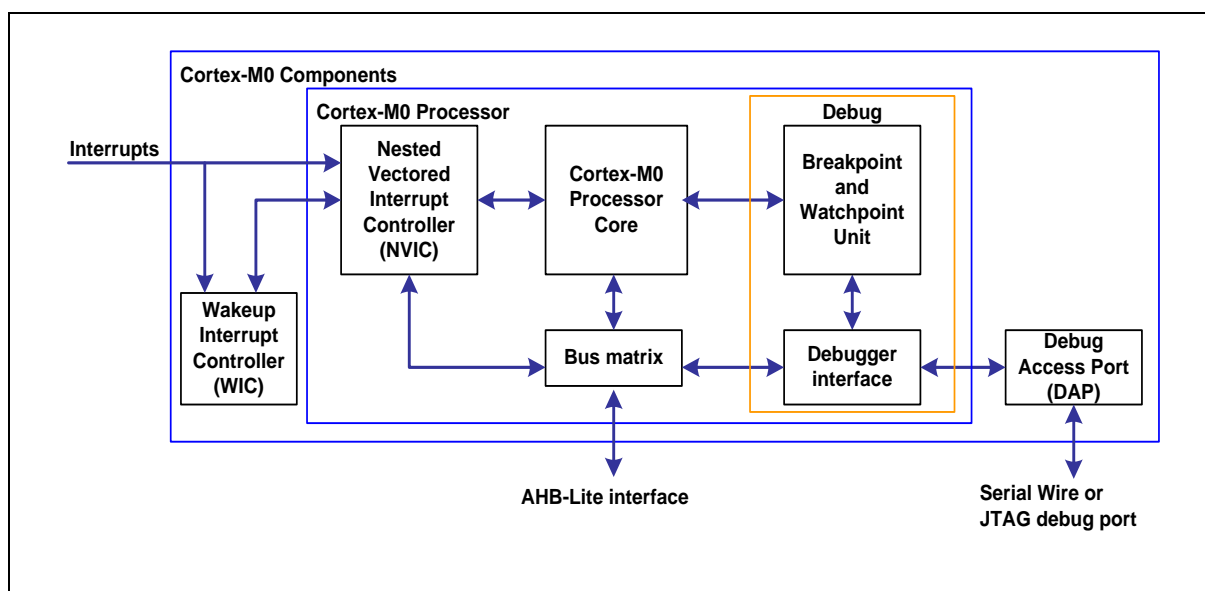 Cortex-M0 Components
Cortex-M0 Processor
Debug
Interrupts
Nested
Vectored
Interrupt
Controller
(NVIC)
Cortex-M0
Processor
Core
Breakpoint
and
Watchpoint
Unit
Wakeup
Interrupt
Controller
(WIC)
Bus matrix
Debugger
interface
Debug
Access Port
(DAP)
AHB-Lite interface
Serial Wire or
JTAG debug port